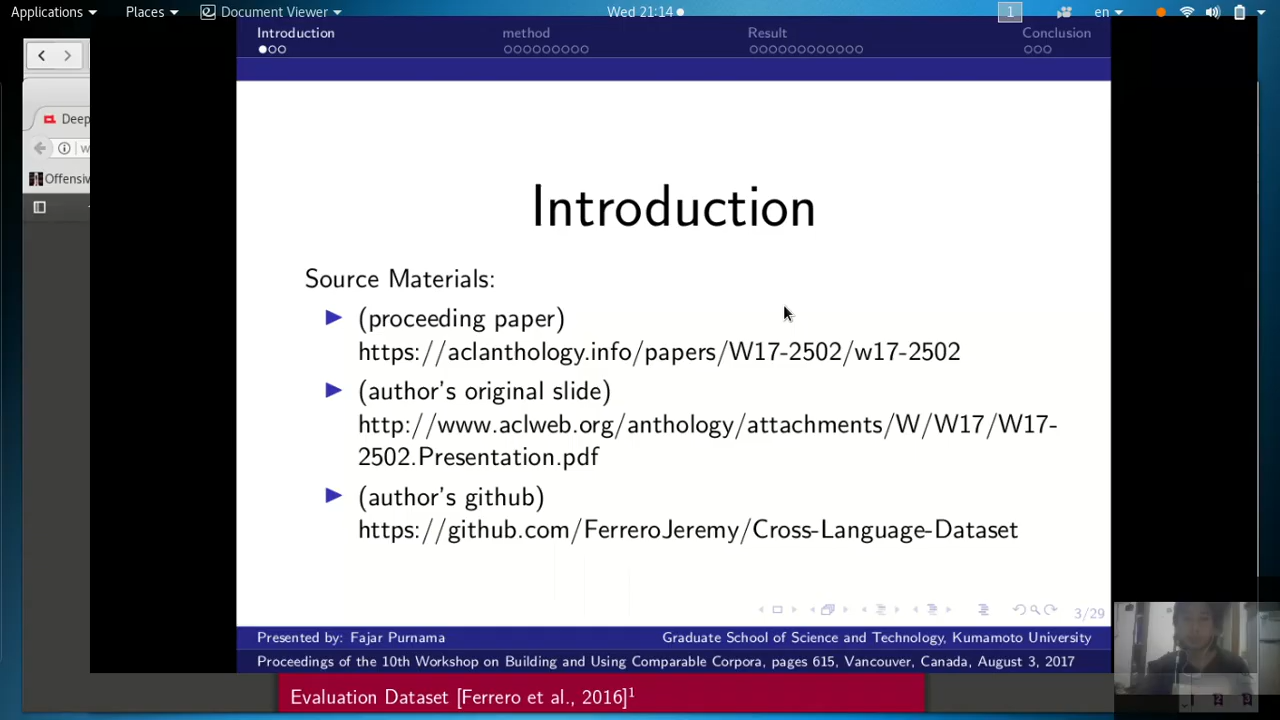 Applications Places Document Viewer Wed 21:14 1 en
Introduction method Result Conclusion
Deep
w
Offensiv
Introduction
Source Materials:
(proceeding paper)
https://aclanthology.info/papers/W17-2502/w17-2502
(author's original slide)
http://www.aclweb.org/anthology/attachments/W/W17/W17-
2502.Presentation.pdf
(author's github)
https://github.com/FerreroJeremy/Cross-Language-Dataset
3/29
Presented by: Fajar Purnama Graduate School of Science and Technology, Kumamoto University
Proceedings of the 10th Workshop on Building and Using Comparable Corpora, pages 615, Vancouver, Canada, August 3, 2017
Evaluation Dataset [Ferrero et al., 2016]1